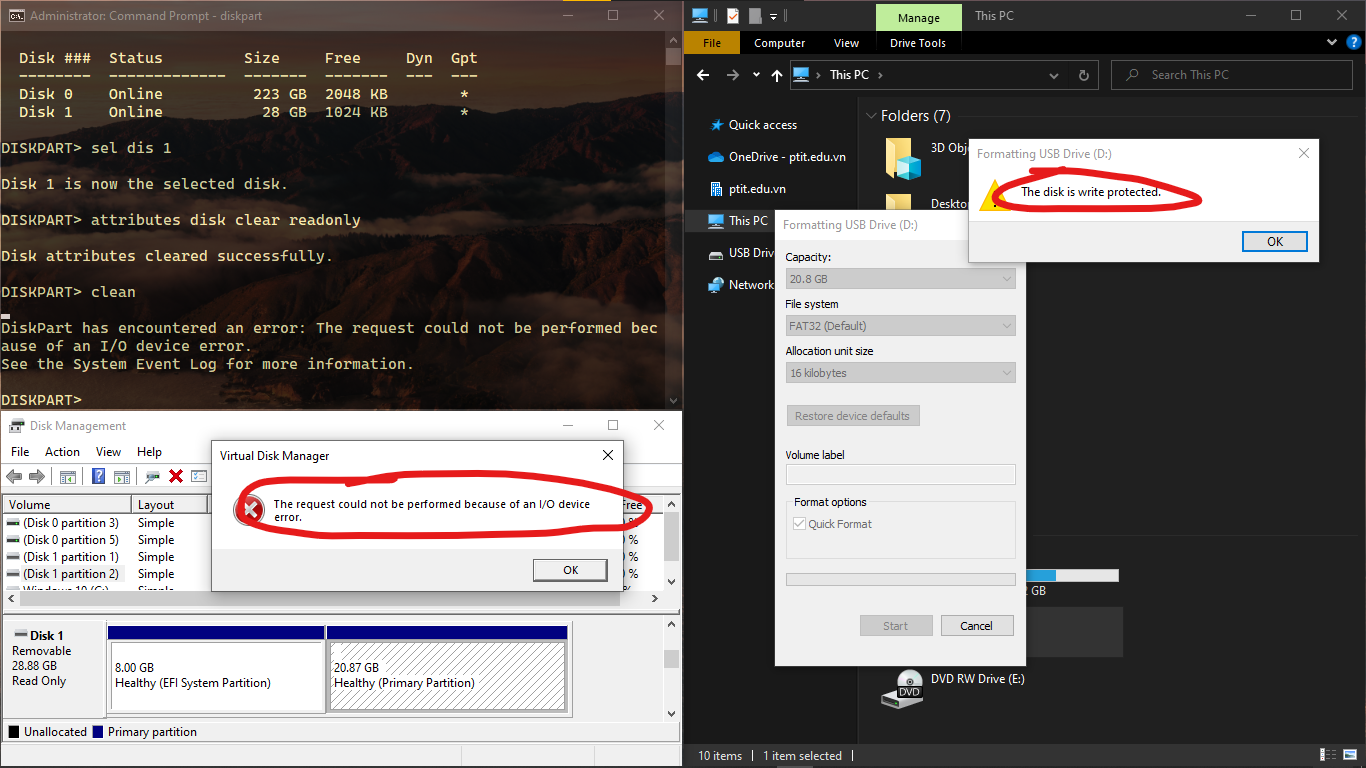 Administrator: Command Prompt - diskpart
Disk ###  Status         Size     Free     Dyn  Gpt
--------  -------------  -------  -------  ---  ---
Disk 0    Online          223 GB  2048 KB        *
Disk 1    Online           28 GB  1024 KB        *
DISKPART> sel dis 1
Disk 1 is now the selected disk.
DISKPART> attributes disk clear readonly
Disk attributes cleared successfully.
DISKPART> clean
DiskPart has encountered an error: The request could not be performed bec
ause of an I/O device error.
See the System Event Log for more information.
DISKPART>
Disk Management
File Action View Help
Virtual Disk Manager
The request could not be performed because of an I/O device
error.
OK
Volume Layout Free
(Disk 0 partition 3) Simple %
(Disk 0 partition 5) Simple %
(Disk 1 partition 1) Simple %
(Disk 1 partition 2) Simple %
Disk 1
Removable
28.88 GB
Read Only
8.00 GB
Healthy (EFI System Partition)
20.87 GB
Healthy (Primary Partition)
Unallocated Primary partition
Manage This PC
File Computer View Drive Tools
This PC
Search This PC
Quick access
OneDrive - ptit.edu.vn
ptit.edu.vn
This PC
USB Driv
Network
Folders (7)
3D Obj
Desktop
Formatting USB Drive (D:)
The disk is write protected.
OK
Formatting USB Drive (D:)
Capacity:
20.8 GB
File system
FAT32 (Default)
Allocation unit size
16 kilobytes
Restore device defaults
Volume label
Format options
Quick Format
Start Cancel
GB
DVD
DVD RW Drive (E:)
10 items 1 item selected